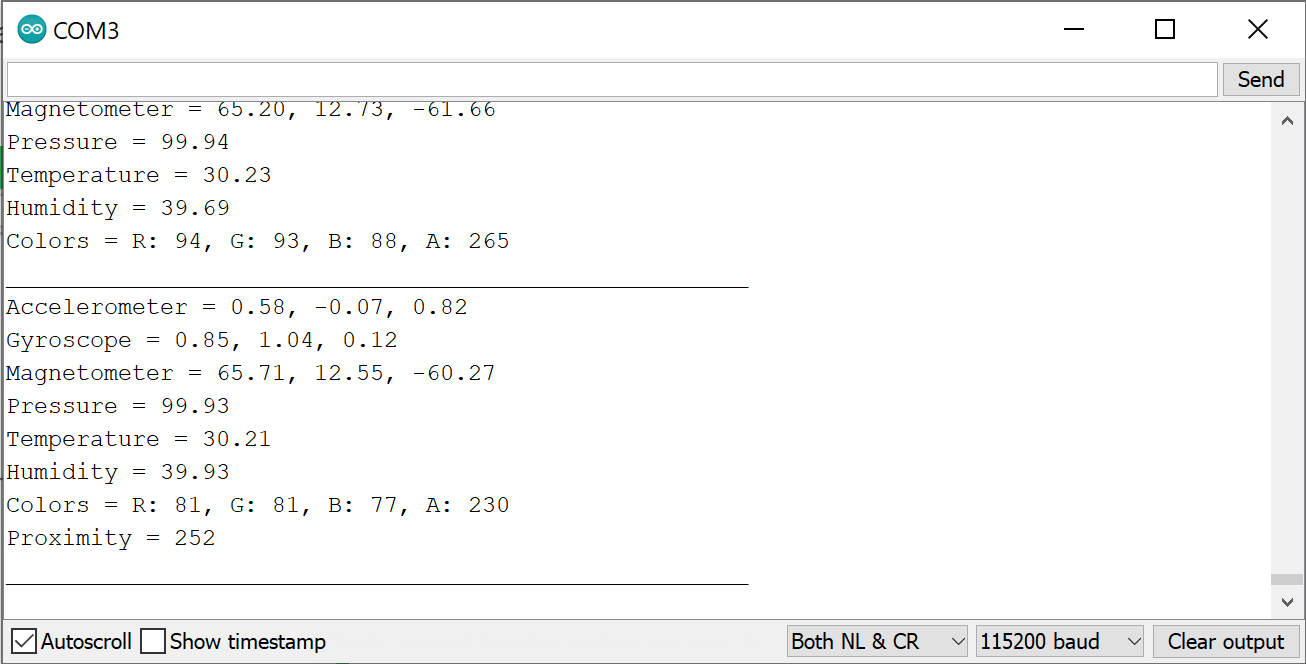 COM3
Send
Magnetometer = 65.20, 12.73, -61.66
Pressure = 99.94
Temperature = 30.23
Humidity = 39.69
Colors = R: 94, G: 93, B: 88, A: 265
Accelerometer = 0.58, -0.07, 0.82
Gyroscope = 0.85, 1.04, 0.12
Magnetometer = 65.71, 12.55, -60.27
Pressure = 99.93
Temperature = 30.21
Humidity = 39.93
Colors = R: 81, G: 81, B: 77, A: 230
Proximity = 252
Autoscroll Show timestamp Both NL & CR 115200 baud Clear output